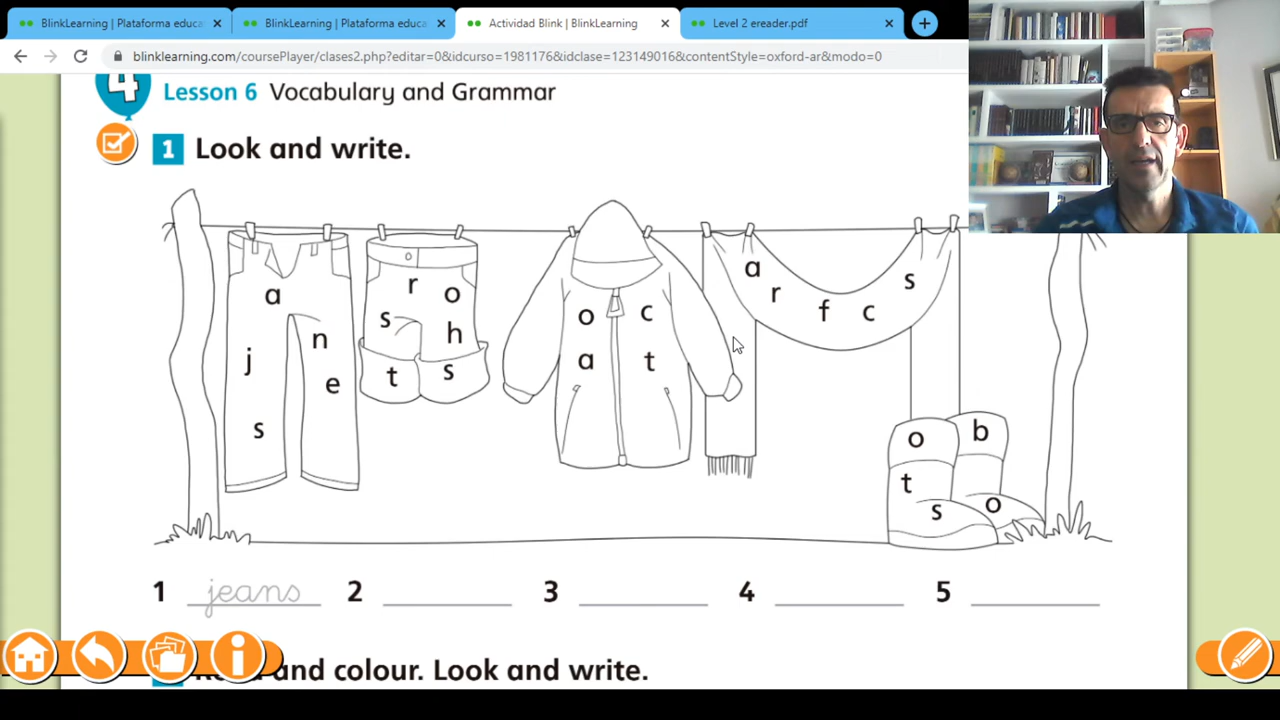 BlinkLearning | Plataforma educa
BlinkLearning | Plataforma educa
Actividad Blink | BlinkLearning
Level 2 ereader.pdf
blinklearning.com/coursePlayer/clases2.php?editar=0&idcurso=1981176&idclase=123149016&contentStyle=oxford-ar&modo=0
4 Lesson 6 Vocabulary and Grammar
1 Look and write.
a
j n
e
s
r o
s h
t s
o c
a t
a r f c s
o b
t
s o
1 jeans 2 3 4 5
and colour. Look and write.